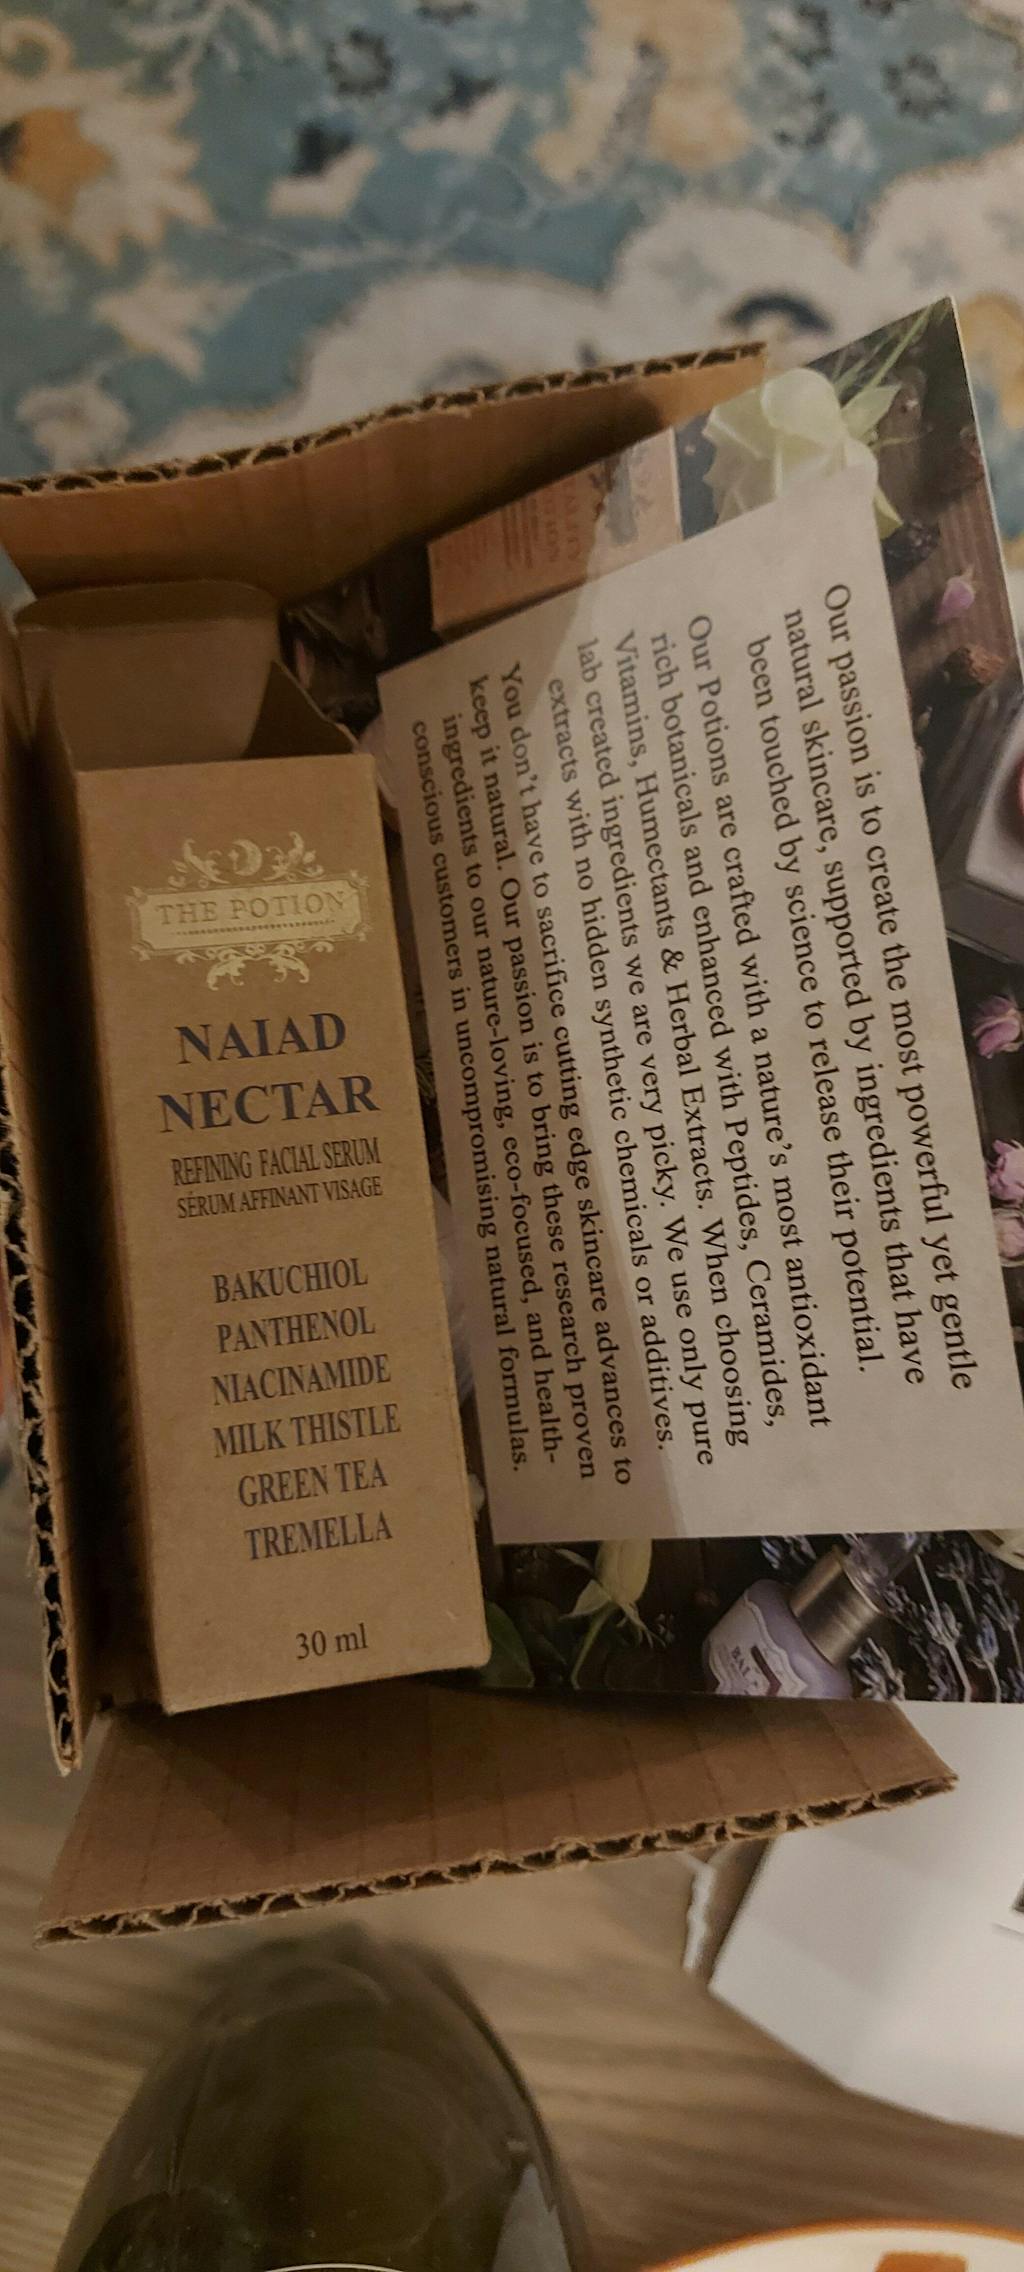 THE POTION
NAIAD
NECTAR
REFINING FACIAL SERUM
SÉRUM AFFINANT VISAGE
BAKUCHIOL
PANTHENOL
NIACINAMIDE
MILK THISTLE
GREEN TEA
TREMELLA
30 ml
Our passion is to create the most powerful yet gentle
natural skincare, supported by ingredients that have
been touched by science to release their potential.
Our Potions are crafted with a nature's most antioxidant
rich botanicals and enhanced with Peptides, Ceramides,
Vitamins, Humectants & Herbal Extracts. When choosing
lab created ingredients we are very picky. We use only pure
extracts with no hidden synthetic chemicals or additives.
You don't have to sacrifice cutting edge skincare advances to
keep it natural. Our passion is to bring these research proven
ingredients to our nature-loving, eco-focused, and health-
conscious customers in uncompromising natural formulas.